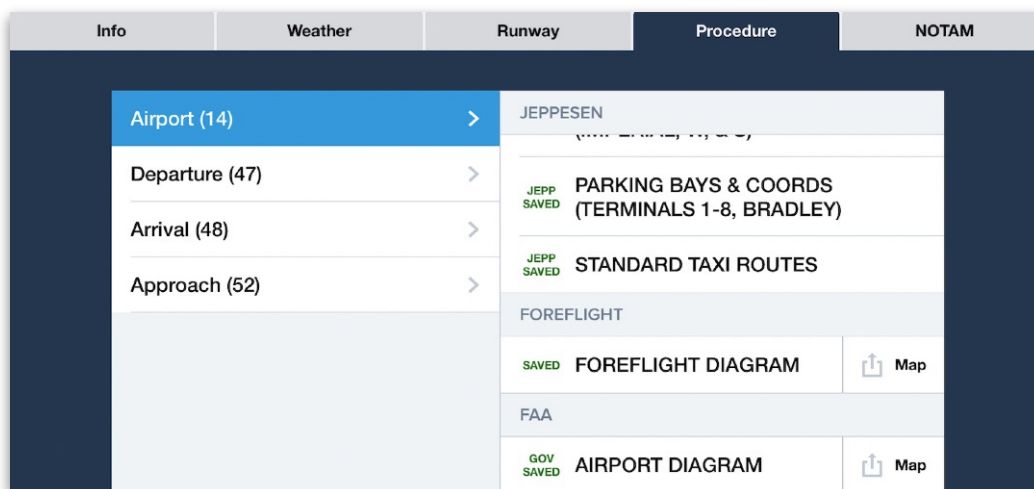 Info
Weather
Runway
Procedure
NOTAM
Airport (14)
Departure (47)
Arrival (48)
Approach (52)
JEPPESEN
JEPP
SAVED
PARKING BAYS & COORDS
(TERMINALS 1-8, BRADLEY)
JEPP
SAVED
STANDARD TAXI ROUTES
FOREFLIGHT
SAVED
FOREFLIGHT DIAGRAM
Map
FAA
GOV
SAVED
AIRPORT DIAGRAM
Map